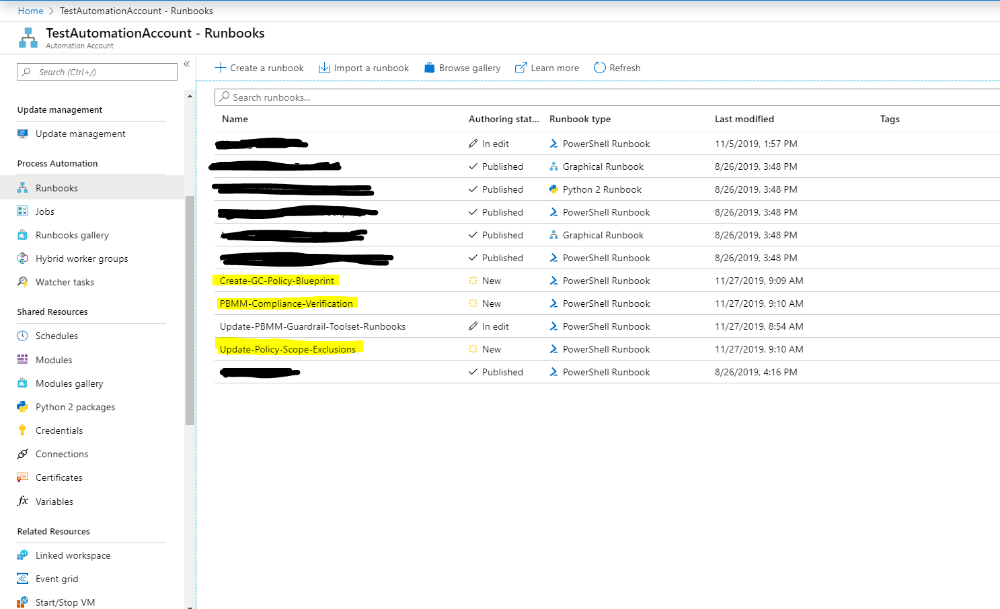 Home > TestAutomationAccount - Runbooks
TestAutomationAccount - Runbooks
Automation Account
Search (Ctrl+/)
Update management
Update management
Process Automation
Runbooks
Jobs
Runbooks gallery
Hybrid worker groups
Watcher tasks
Shared Resources
Schedules
Modules
Modules gallery
Python 2 packages
Credentials
Connections
Certificates
Variables
Related Resources
Linked workspace
Event grid
Start/Stop VM
Create a runbook Import a runbook Browse gallery Learn more Refresh
Search runbooks...
Name Authoring stat... Runbook type Last modified Tags
In edit PowerShell Runbook 11/5/2019, 1:57 PM
Published Graphical Runbook 8/26/2019, 3:48 PM
Published Python 2 Runbook 8/26/2019, 3:48 PM
Published PowerShell Runbook 8/26/2019, 3:48 PM
Published Graphical Runbook 8/26/2019, 3:48 PM
Published PowerShell Runbook 8/26/2019, 3:48 PM
Create-GC-Policy-Blueprint New PowerShell Runbook 11/27/2019, 9:09 AM
PBMM-Compliance-Verification New PowerShell Runbook 11/27/2019, 9:10 AM
Update-PBMM-Guardrail-Toolset-Runbooks In edit PowerShell Runbook 11/27/2019, 8:54 AM
Update-Policy-Scope-Exclusions New PowerShell Runbook 11/27/2019, 9:10 AM
Published PowerShell Runbook 8/26/2019, 4:16 PM